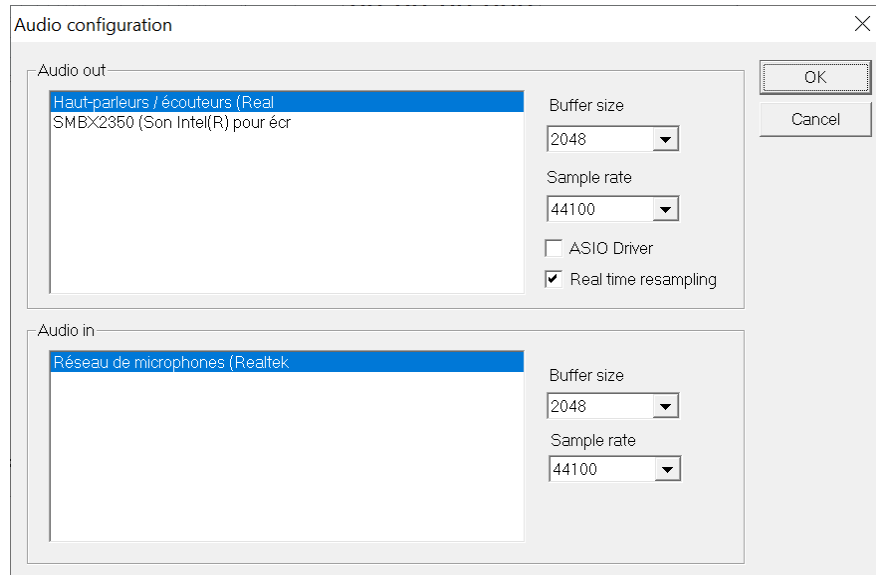 Audio configuration
Audio out
Haut-parleurs / écouteurs (Real
SMBX2350 (Son Intel(R) pour écr
Buffer size
2048
Sample rate
44100
ASIO Driver
Real time resampling
OK
Cancel
Audio in
Réseau de microphones (Realtek
Buffer size
2048
Sample rate
44100